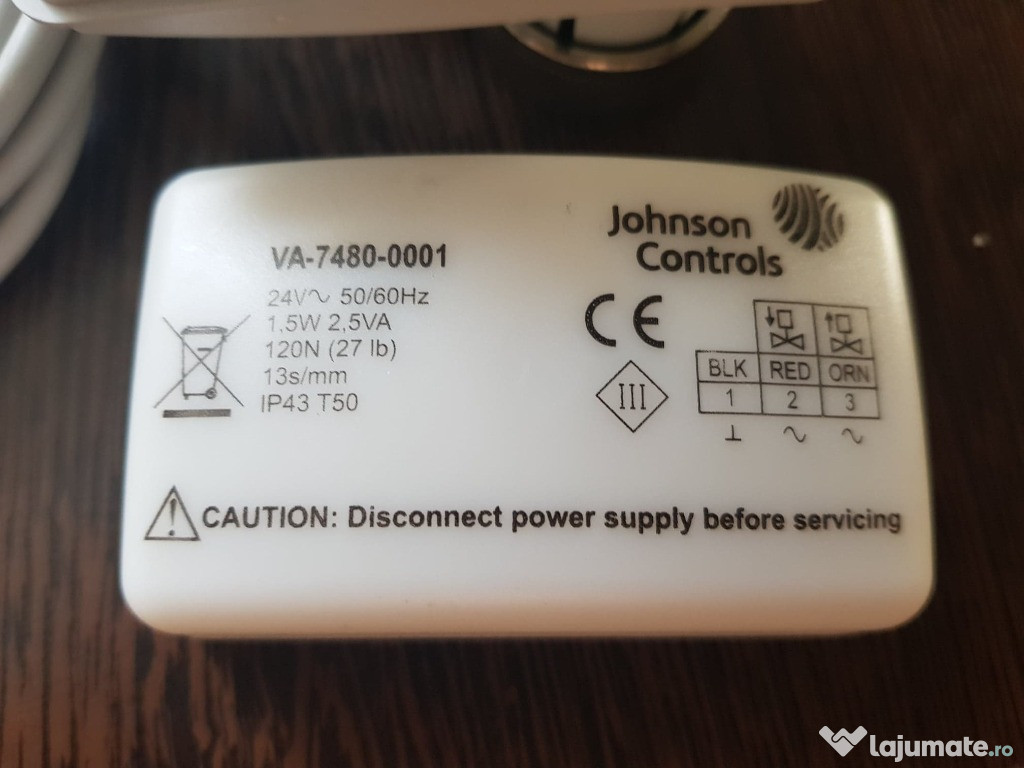 VA-7480-0001
24V∿ 50/60Hz
1,5W 2,5VA
120N (27 lb)
13s/mm
IP43 T50
Johnson
Controls
CE
III
BLK RED ORN
1 2 3
⊥ ∿ ∿
CAUTION: Disconnect power supply before servicing
lajumate.ro